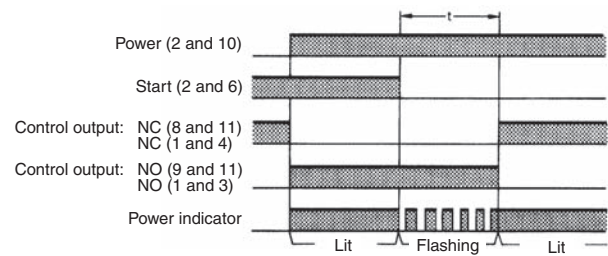 t
Power (2 and 10)
Start (2 and 6)
Control output: NC (8 and 11)
NC (1 and 4)
Control output: NO (9 and 11)
NO (1 and 3)
Power indicator
Lit Flashing Lit